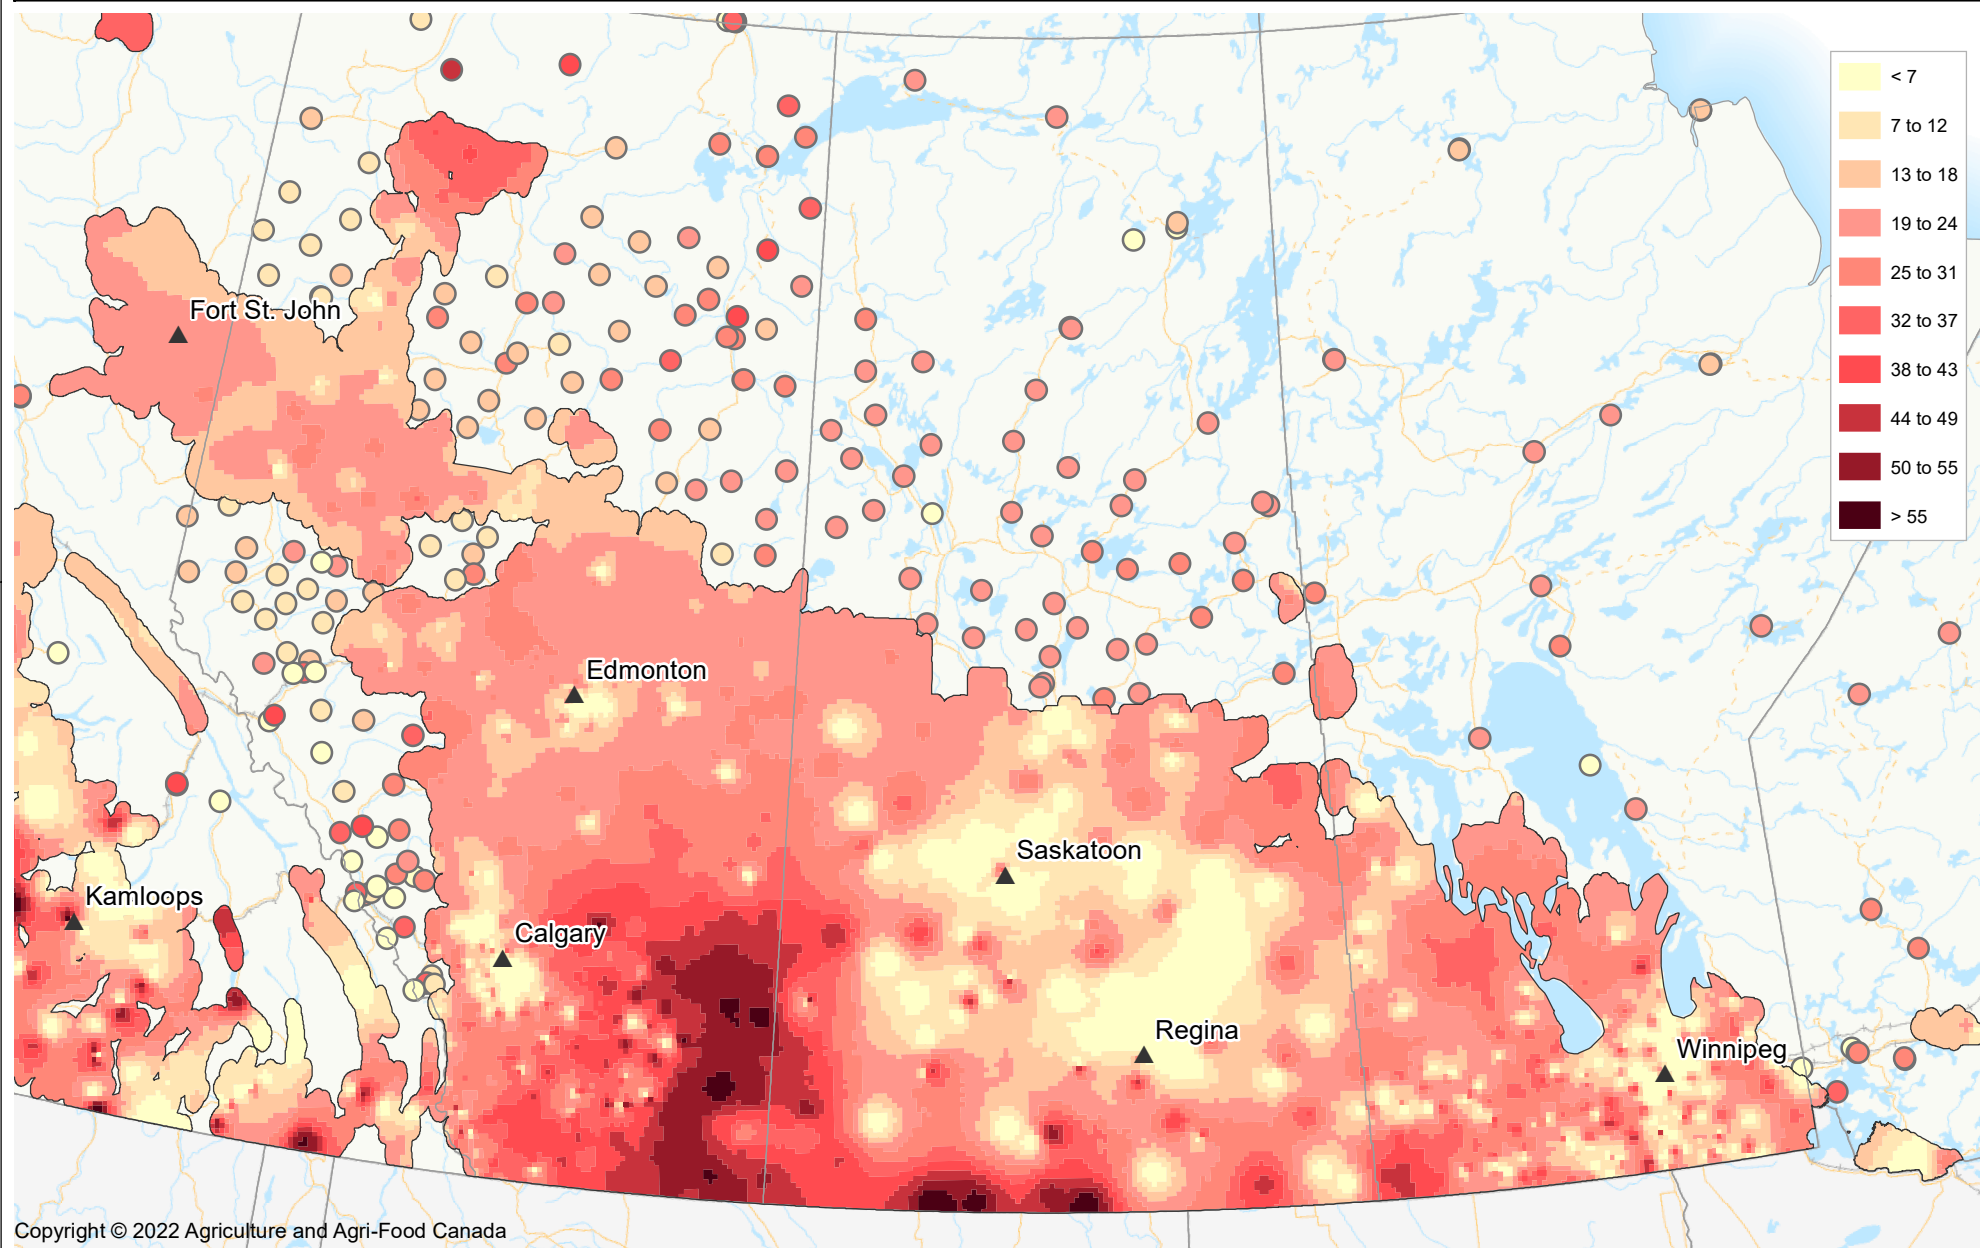 < 7
7 to 12
13 to 18
19 to 24
25 to 31
32 to 37
38 to 43
44 to 49
50 to 55
> 55
Fort St. John
Edmonton
Saskatoon
Kamloops
Calgary
Regina
Winnipeg
Copyright © 2022 Agriculture and Agri-Food Canada